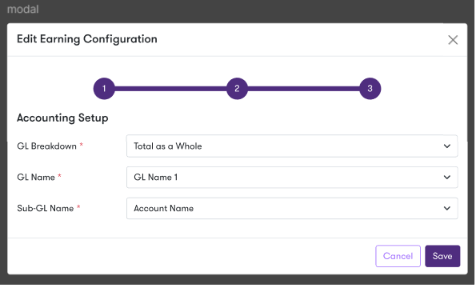 modal
Edit Earning Configuration
1 2 3
Accounting Setup
GL Breakdown * Total as a Whole
GL Name * GL Name 1
Sub-GL Name * Account Name
Cancel Save